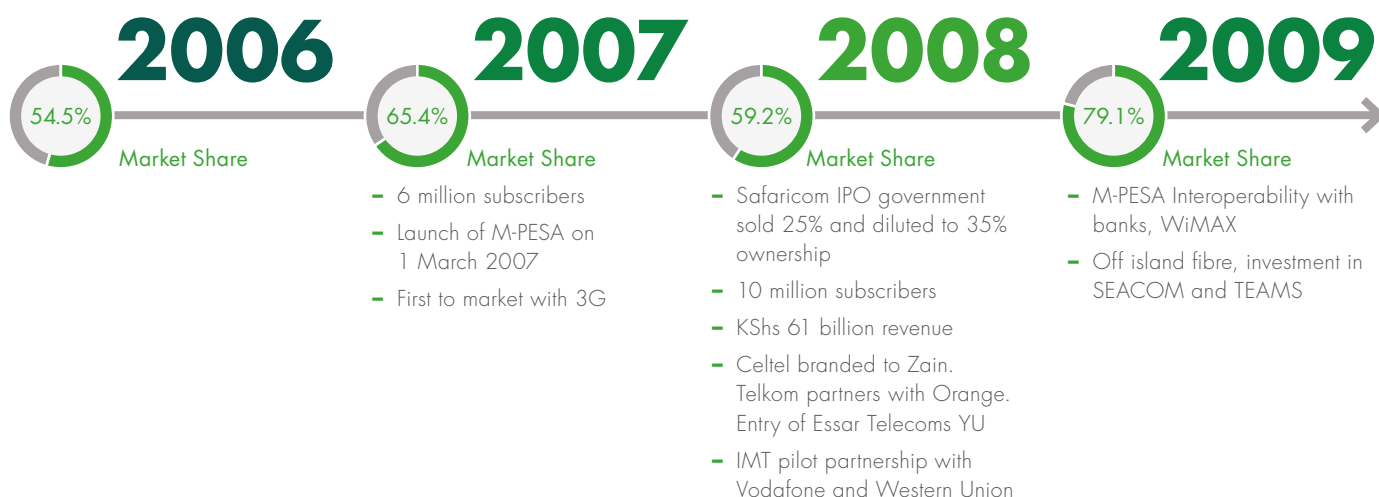 2006
54.5%
Market Share
2007
65.4%
Market Share
– 6 million subscribers
– Launch of M-PESA on
1 March 2007
– First to market with 3G
2008
59.2%
Market Share
– Safaricom IPO government
sold 25% and diluted to 35%
ownership
– 10 million subscribers
– KShs 61 billion revenue
– Celtel branded to Zain.
Telkom partners with Orange.
Entry of Essar Telecoms YU
– IMT pilot partnership with
Vodafone and Western Union
2009
79.1%
Market Share
– M-PESA Interoperability with
banks, WiMAX
– Off island fibre, investment in
SEACOM and TEAMS